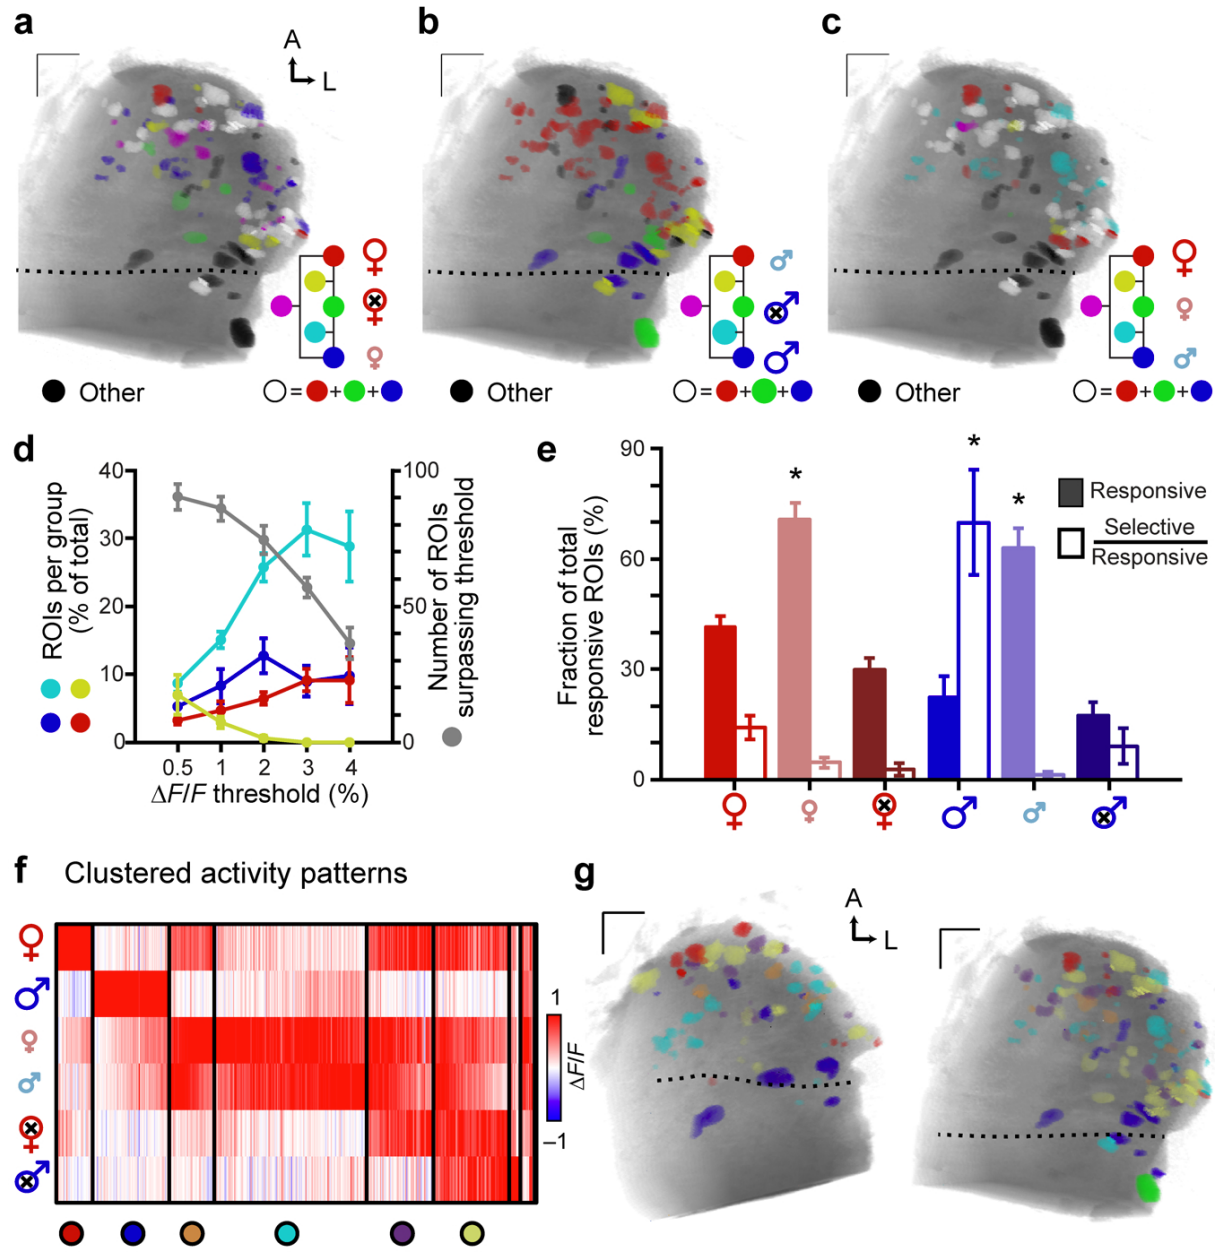 a
b
c
A
L
♀
♀
♀
♂
♂
♂
♀
♀
♂
Other
= + +
Other
= + +
Other
= + +
d
e
ROIs per group
(% of total)
40
30
20
10
0
100
50
0
Number of ROIs
surpassing threshold
0.5 1 2 3 4
ΔF/F threshold (%)
Fraction of total
responsive ROIs (%)
90
60
30
0
*
*
*
Responsive
Selective
Responsive
♀ ♀ ♀ ♂ ♂ ♂
f Clustered activity patterns
♀
♂
♀
♂
♀
♂
1
ΔF/F
–1
g
A
L